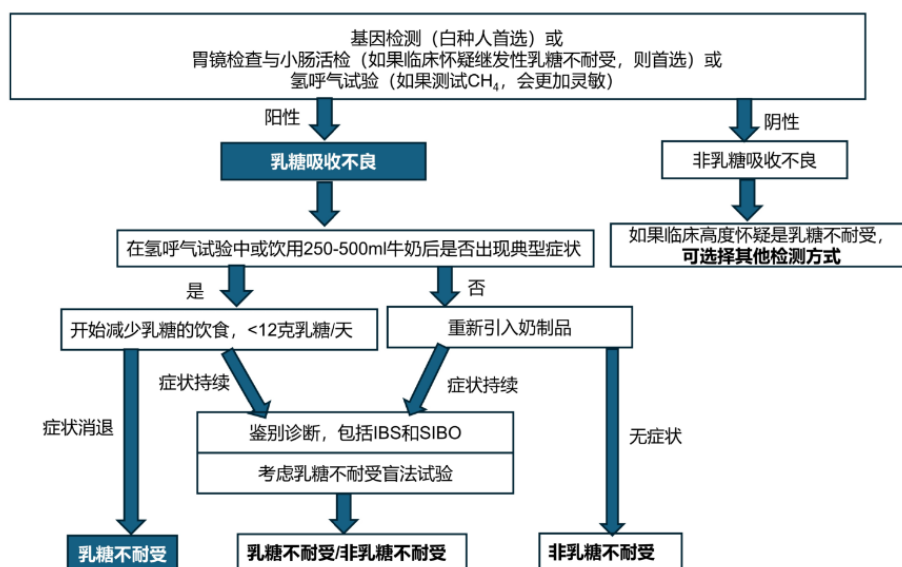 基因检测（白种人首选）或
胃镜检查与小肠活检（如果临床怀疑继发性乳糖不耐受，则首选）或
氢呼气试验（如果测试CH₄，会更加灵敏）
阳性
阴性
乳糖吸收不良
非乳糖吸收不良
在氢呼气试验中或饮用250-500ml牛奶后是否出现典型症状
如果临床高度怀疑是乳糖不耐受，
可选择其他检测方式
是
否
开始减少乳糖的饮食，<12克乳糖/天
重新引入奶制品
症状持续
症状持续
症状消退
无症状
鉴别诊断，包括IBS和SIBO
考虑乳糖不耐受盲法试验
乳糖不耐受
乳糖不耐受/非乳糖不耐受
非乳糖不耐受